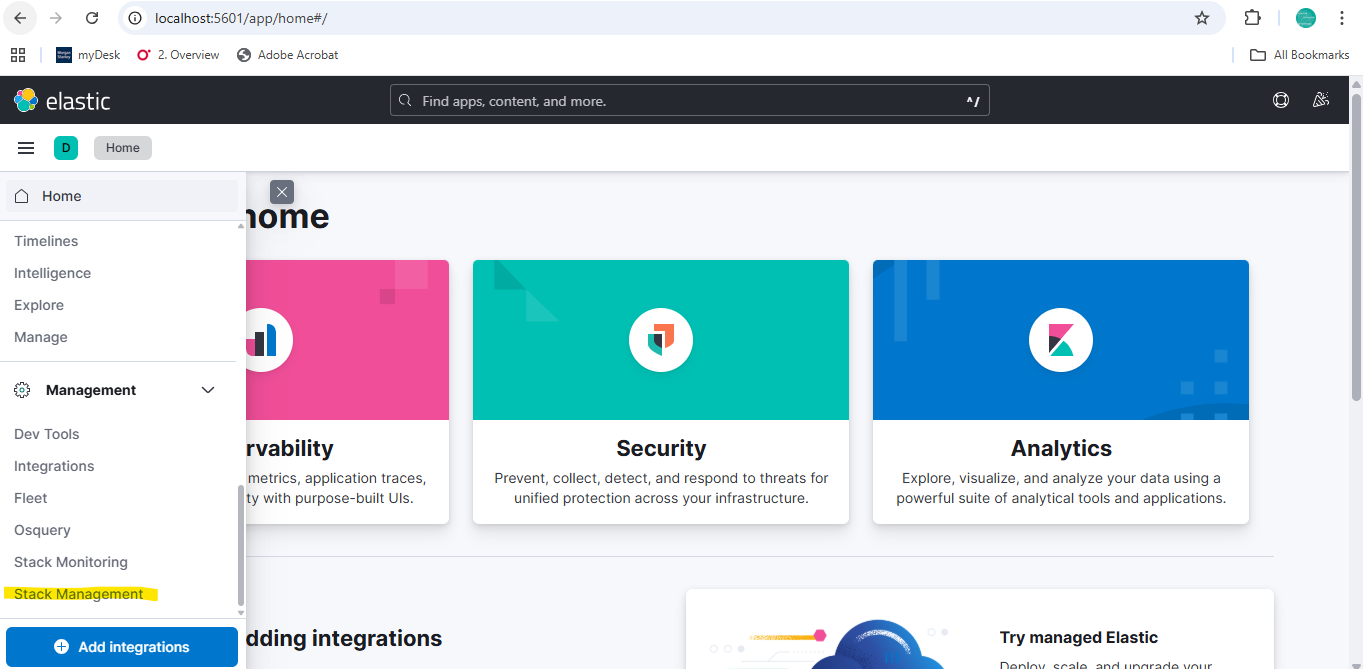 localhost:5601/app/home#/
myDesk
2. Overview
Adobe Acrobat
All Bookmarks
elastic
Find apps, content, and more.
^/
D
Home
Home
Timelines
Intelligence
Explore
Manage
Management
Dev Tools
Integrations
Fleet
Osquery
Stack Monitoring
Stack Management
Add integrations
home
rvability
metrics, application traces,
ty with purpose-built UIs.
Security
Prevent, collect, detect, and respond to threats for
unified protection across your infrastructure.
Analytics
Explore, visualize, and analyze your data using a
powerful suite of analytical tools and applications.
dding integrations
Try managed Elastic
Deploy, scale, and upgrade your